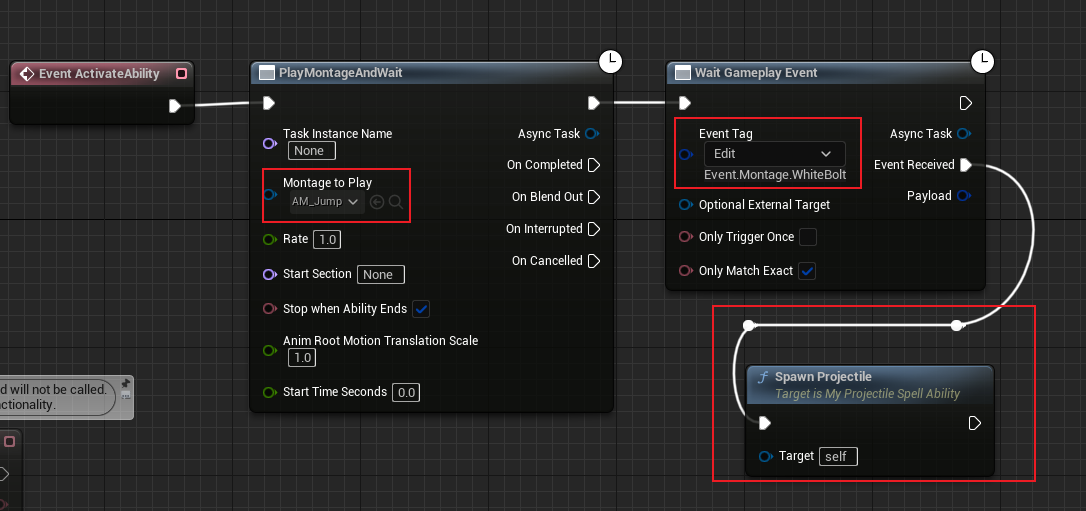 Event ActivateAbility
PlayMontageAndWait
Task Instance Name
None
Montage to Play
AM_Jump
Rate 1.0
Start Section None
Stop when Ability Ends
Anim Root Motion Translation Scale
1.0
Start Time Seconds 0.0
Async Task
On Completed
On Blend Out
On Interrupted
On Cancelled
Wait Gameplay Event
Event Tag
Edit
Event.Montage.WhiteBolt
Optional External Target
Only Trigger Once
Only Match Exact
Async Task
Event Received
Payload
f Spawn Projectile
Target is My Projectile Spell Ability
Target self
d will not be called.
ctionality.